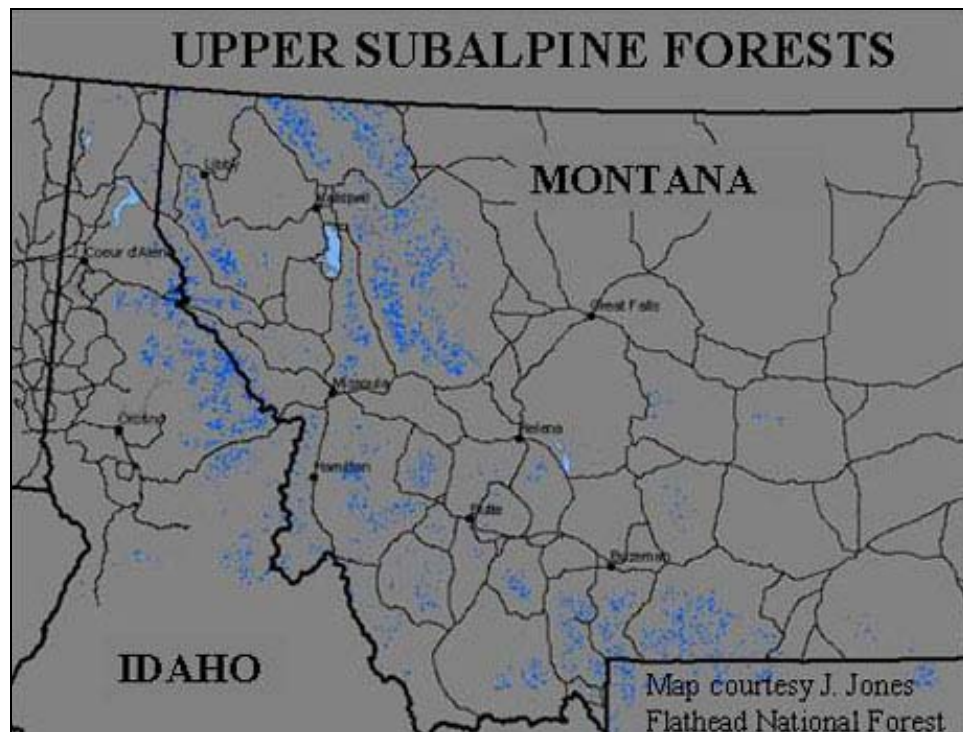 UPPER SUBALPINE FORESTS
MONTANA
Libby
Kalispell
Coeur d'Alene
Great Falls
Missoula
Orofino
Helena
Hamilton
Butte
Bozeman
IDAHO
Map courtesy J. Jones
Flathead National Forest